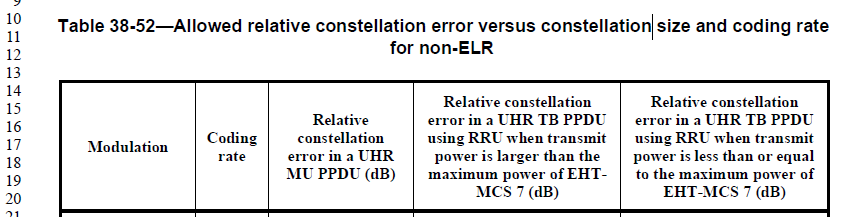 9
10
11
12
13
14
15
16
17
18
19
20
21
Table 38-52—Allowed relative constellation error versus constellation size and coding rate
for non-ELR
Modulation
Coding
rate
Relative
constellation
error in a UHR
MU PPDU (dB)
Relative constellation
error in a UHR TB PPDU
using RRU when transmit
power is larger than the
maximum power of EHT-
MCS 7 (dB)
Relative constellation
error in a UHR TB PPDU
using RRU when transmit
power is less than or equal
to the maximum power of
EHT-MCS 7 (dB)